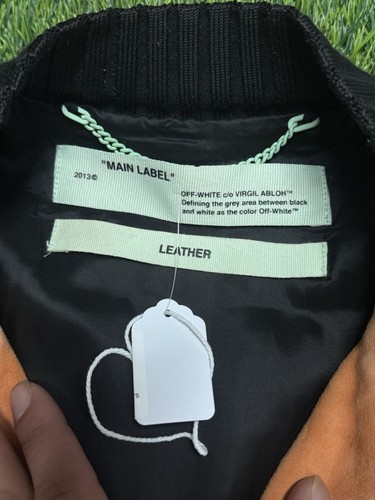 "MAIN LABEL"
2013©
OFF-WHITE c/o VIRGIL ABLOH™
Defining the grey area between black
and white as the color Off-White™
LEATHER
s